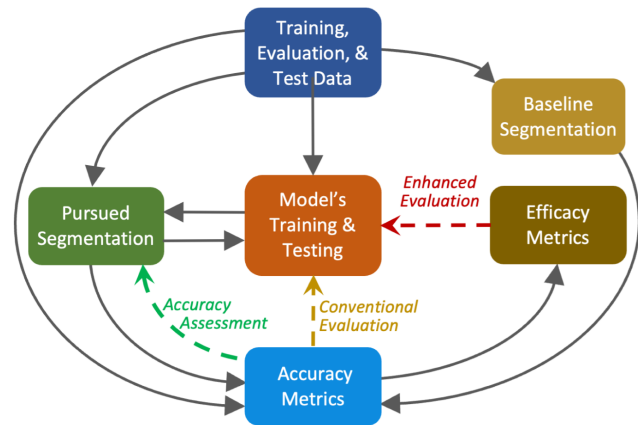 Training,
Evaluation, &
Test Data
Baseline
Segmentation
Pursued
Segmentation
Model's
Training &
Testing
Enhanced
Evaluation
Efficacy
Metrics
Accuracy
Assessment
Conventional
Evaluation
Accuracy
Metrics